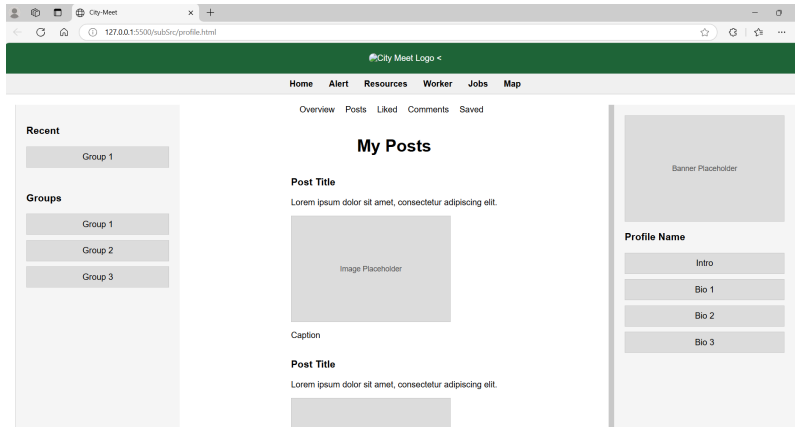 City-Meet
127.0.0.1:5500/subSrc/profile.html
City Meet Logo <
Home Alert Resources Worker Jobs Map
Overview Posts Liked Comments Saved
Recent
Group 1
Groups
Group 1
Group 2
Group 3
My Posts
Post Title
Lorem ipsum dolor sit amet, consectetur adipiscing elit.
Image Placeholder
Caption
Post Title
Lorem ipsum dolor sit amet, consectetur adipiscing elit.
Banner Placeholder
Profile Name
Intro
Bio 1
Bio 2
Bio 3